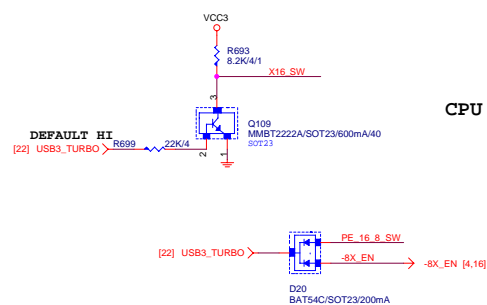 VCC3
R693
8.2K/4/1
X16_SW
3
Q109
MMBT2222A/SOT23/600mA/40
SOT23
CPU
DEFAULT HI
[22] USB3_TURBO
R699
22K/4
2
1
PE_16_8_SW
[22] USB3_TURBO
-8X_EN
-8X_EN [4,16]
D20
BAT54C/SOT23/200mA